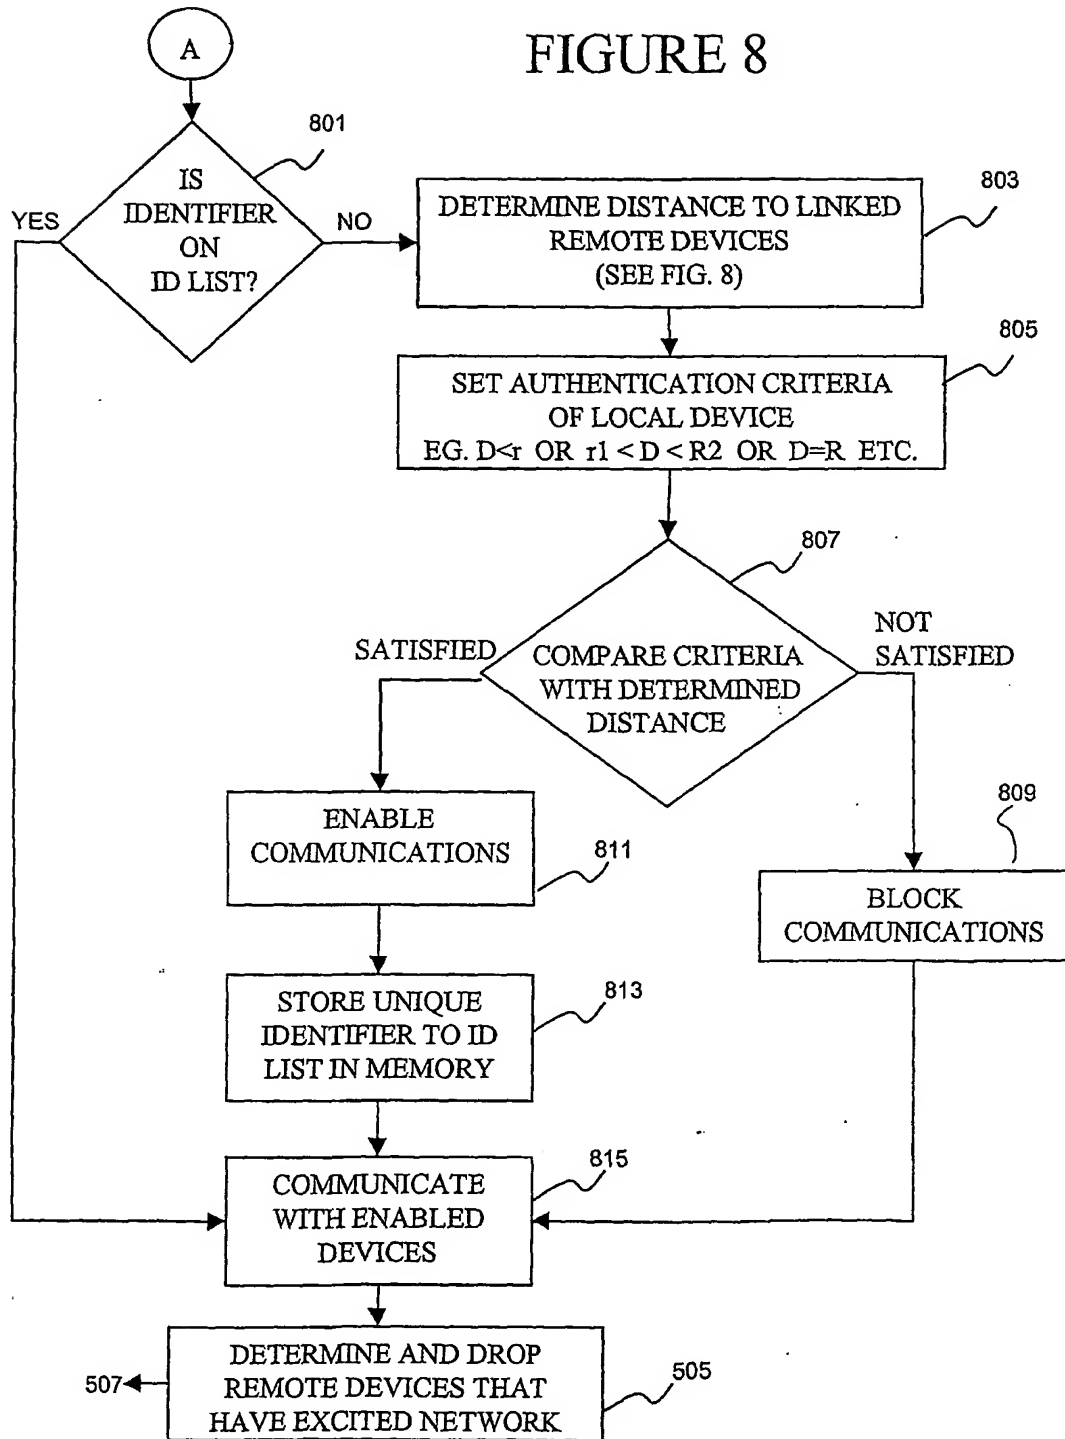 FIGURE 8
A
801
IS
IDENTIFIER
ON
ID LIST?
YES
NO
803
DETERMINE DISTANCE TO LINKED
REMOTE DEVICES
(SEE FIG. 8)
805
SET AUTHENTICATION CRITERIA
OF LOCAL DEVICE
EG. D<r OR r1 < D < R2 OR D=R ETC.
807
COMPARE CRITERIA
WITH DETERMINED
DISTANCE
SATISFIED
NOT
SATISFIED
ENABLE
COMMUNICATIONS
811
809
BLOCK
COMMUNICATIONS
STORE UNIQUE
IDENTIFIER TO ID
LIST IN MEMORY
813
COMMUNICATE
WITH ENABLED
DEVICES
815
DETERMINE AND DROP
REMOTE DEVICES THAT
HAVE EXCITED NETWORK
505
507